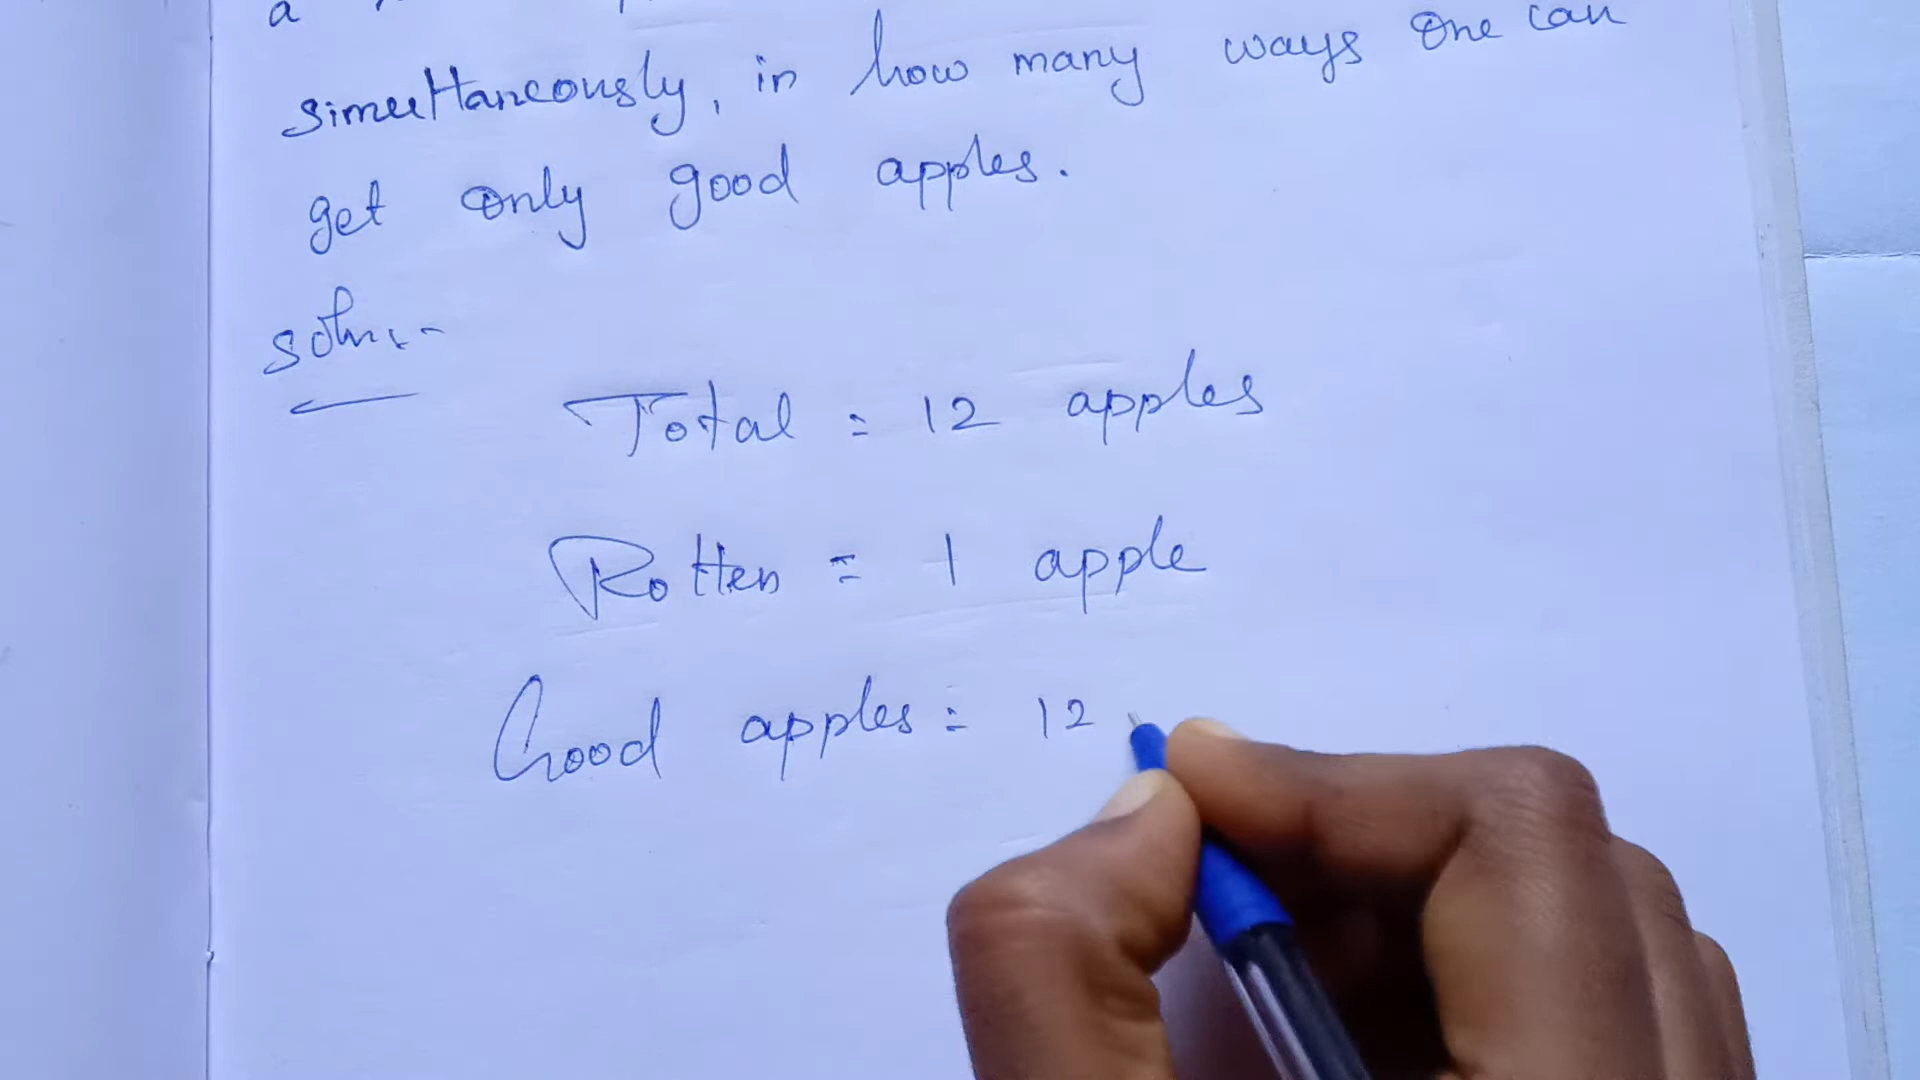 a
simultaneously, in how many ways one can
get only good apples.
soln:-
Total = 12 apples
Rotten = 1 apple
Good apples = 12